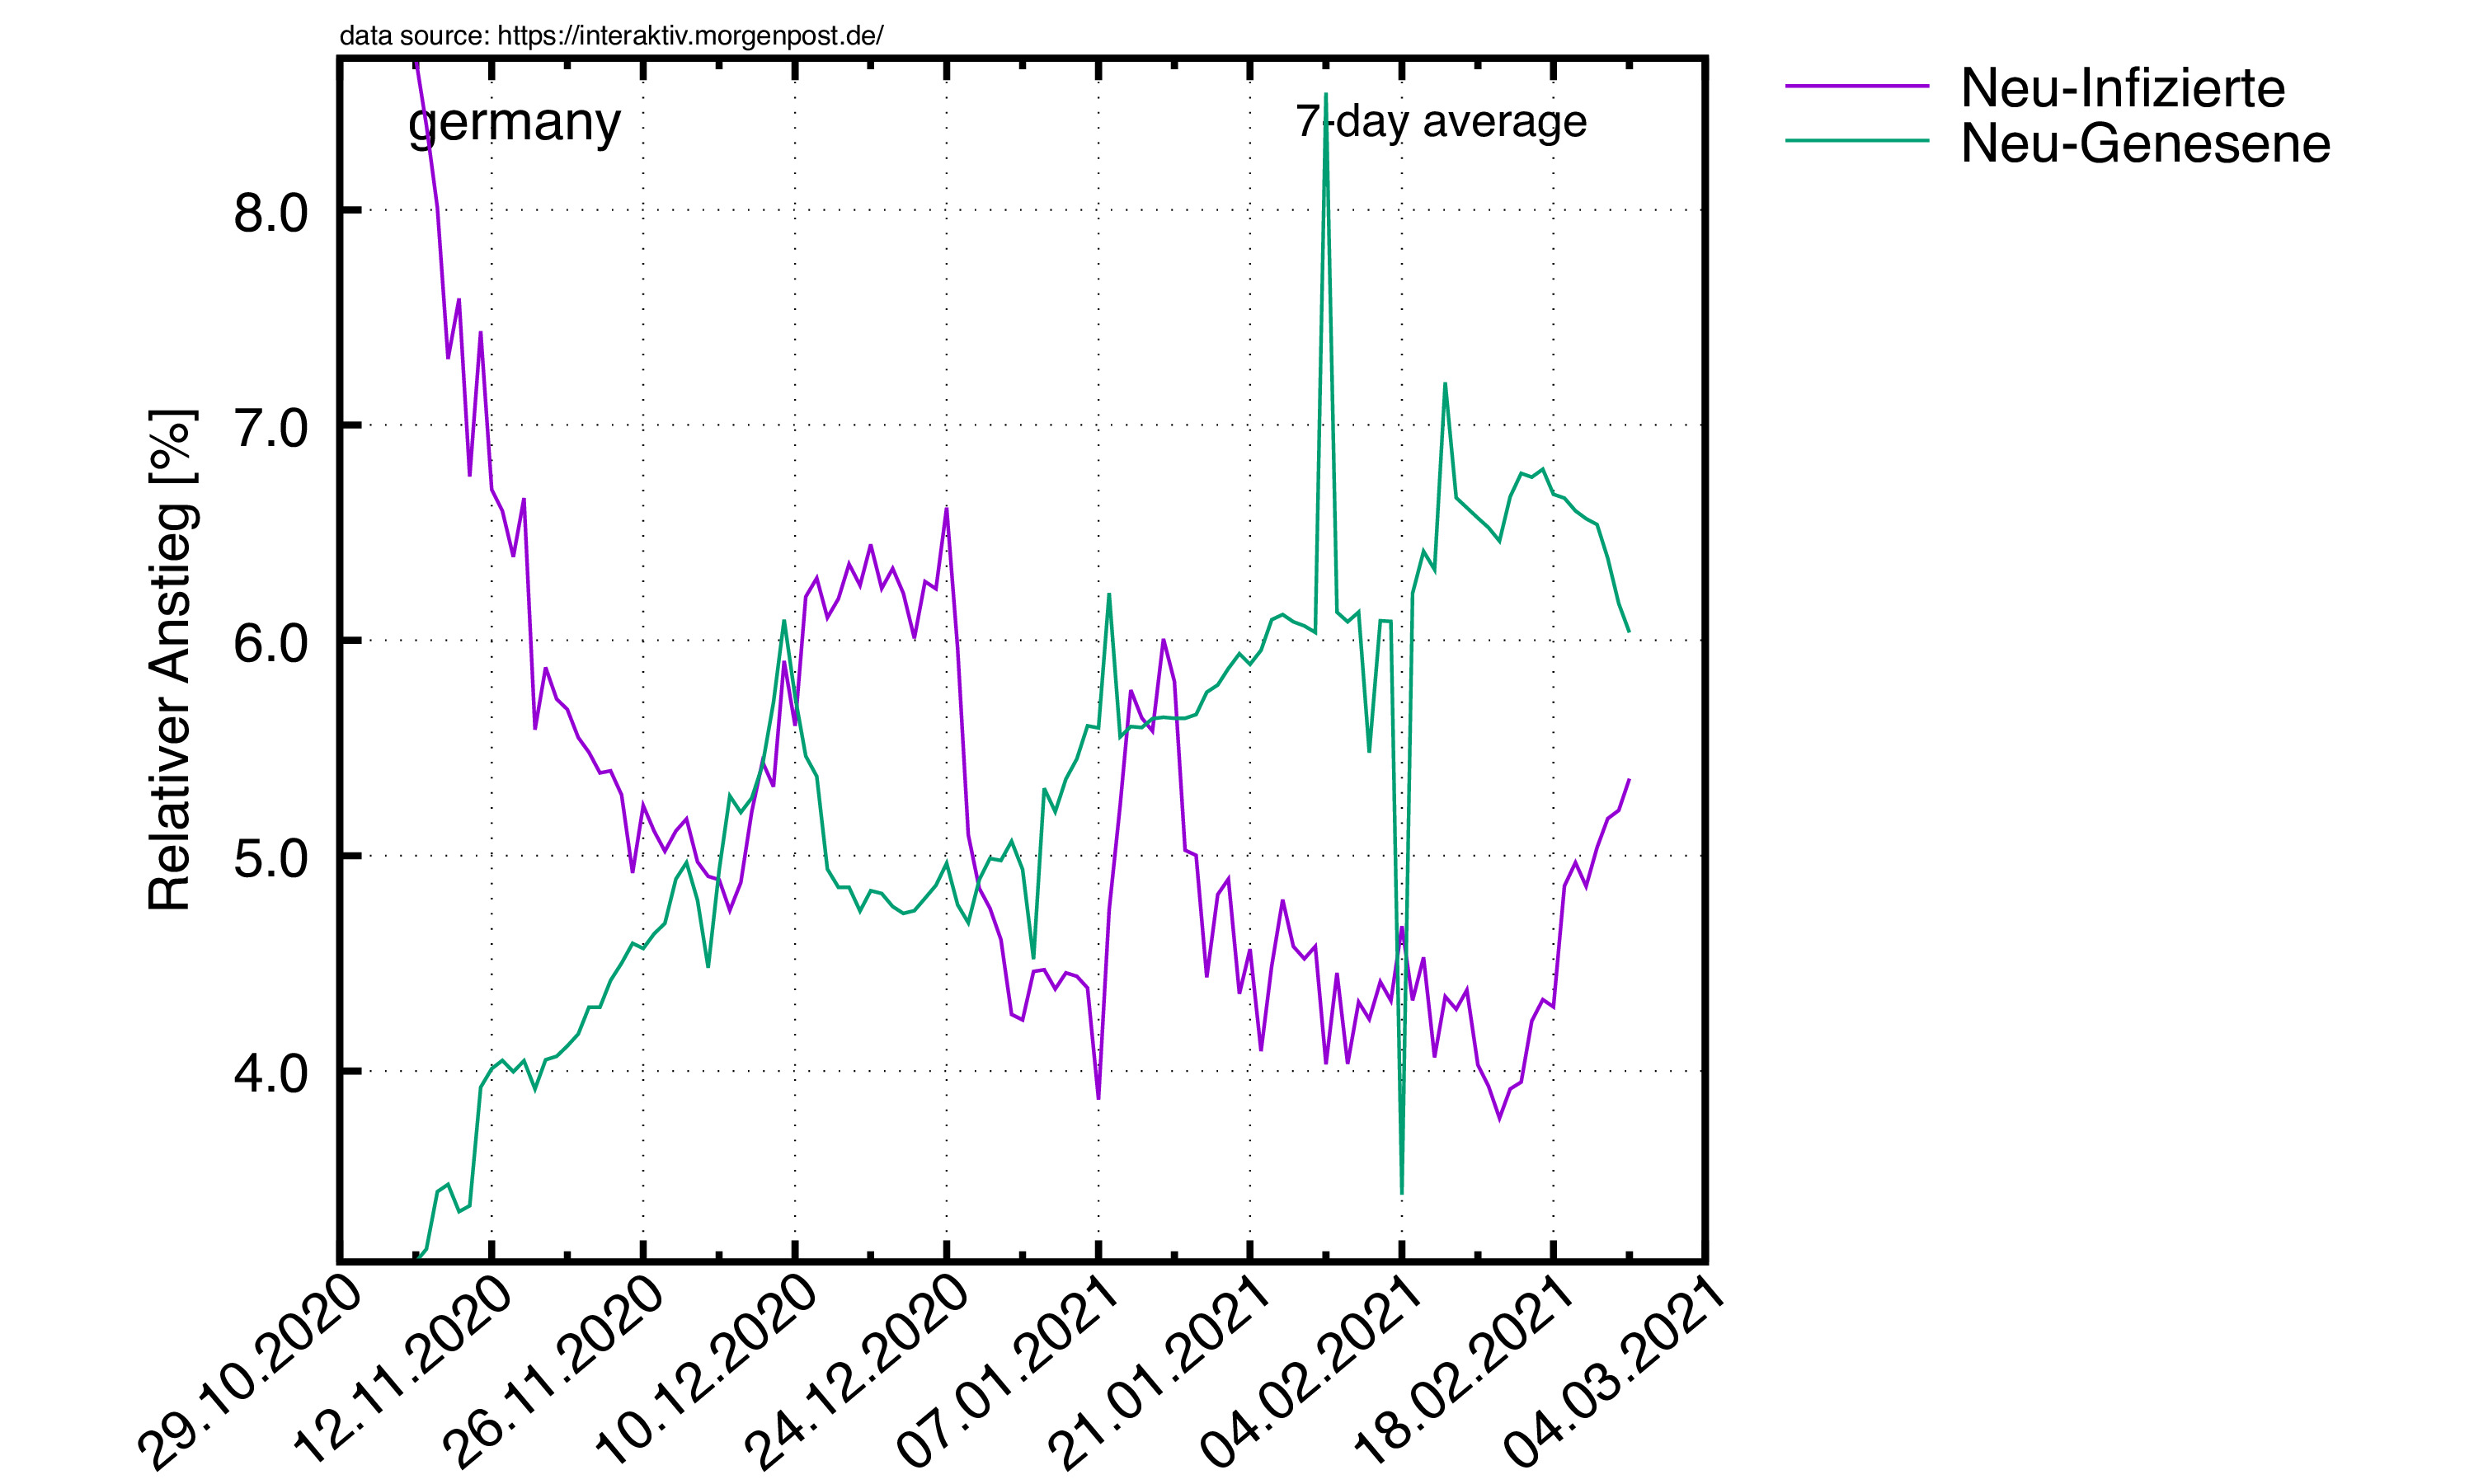 data source: https://interaktiv.morgenpost.de/
germany
7-day average
Neu-Infizierte
Neu-Genesene
Relativer Anstieg [%]
8.0
7.0
6.0
5.0
4.0
29.10.2020
12.11.2020
26.11.2020
10.12.2020
24.12.2020
07.01.2021
21.01.2021
04.02.2021
18.02.2021
04.03.2021